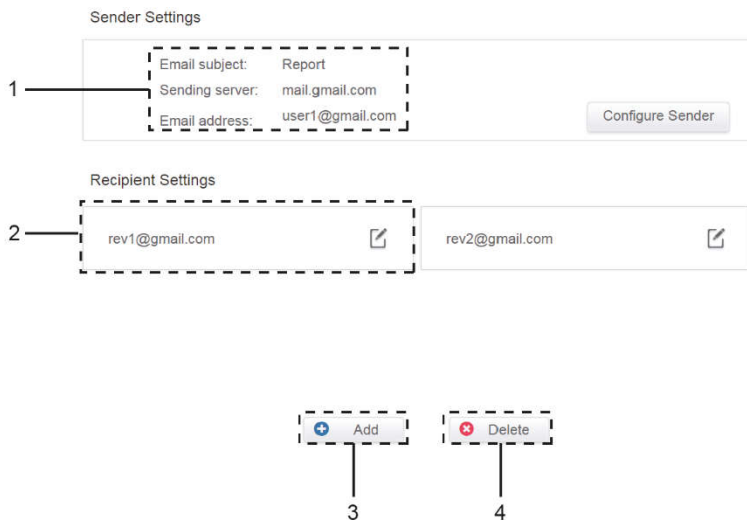 Sender Settings
1
Email subject: Report
Sending server: mail.gmail.com
Email address: user1@gmail.com
Configure Sender
Recipient Settings
2
rev1@gmail.com
rev2@gmail.com
Add
Delete
3
4